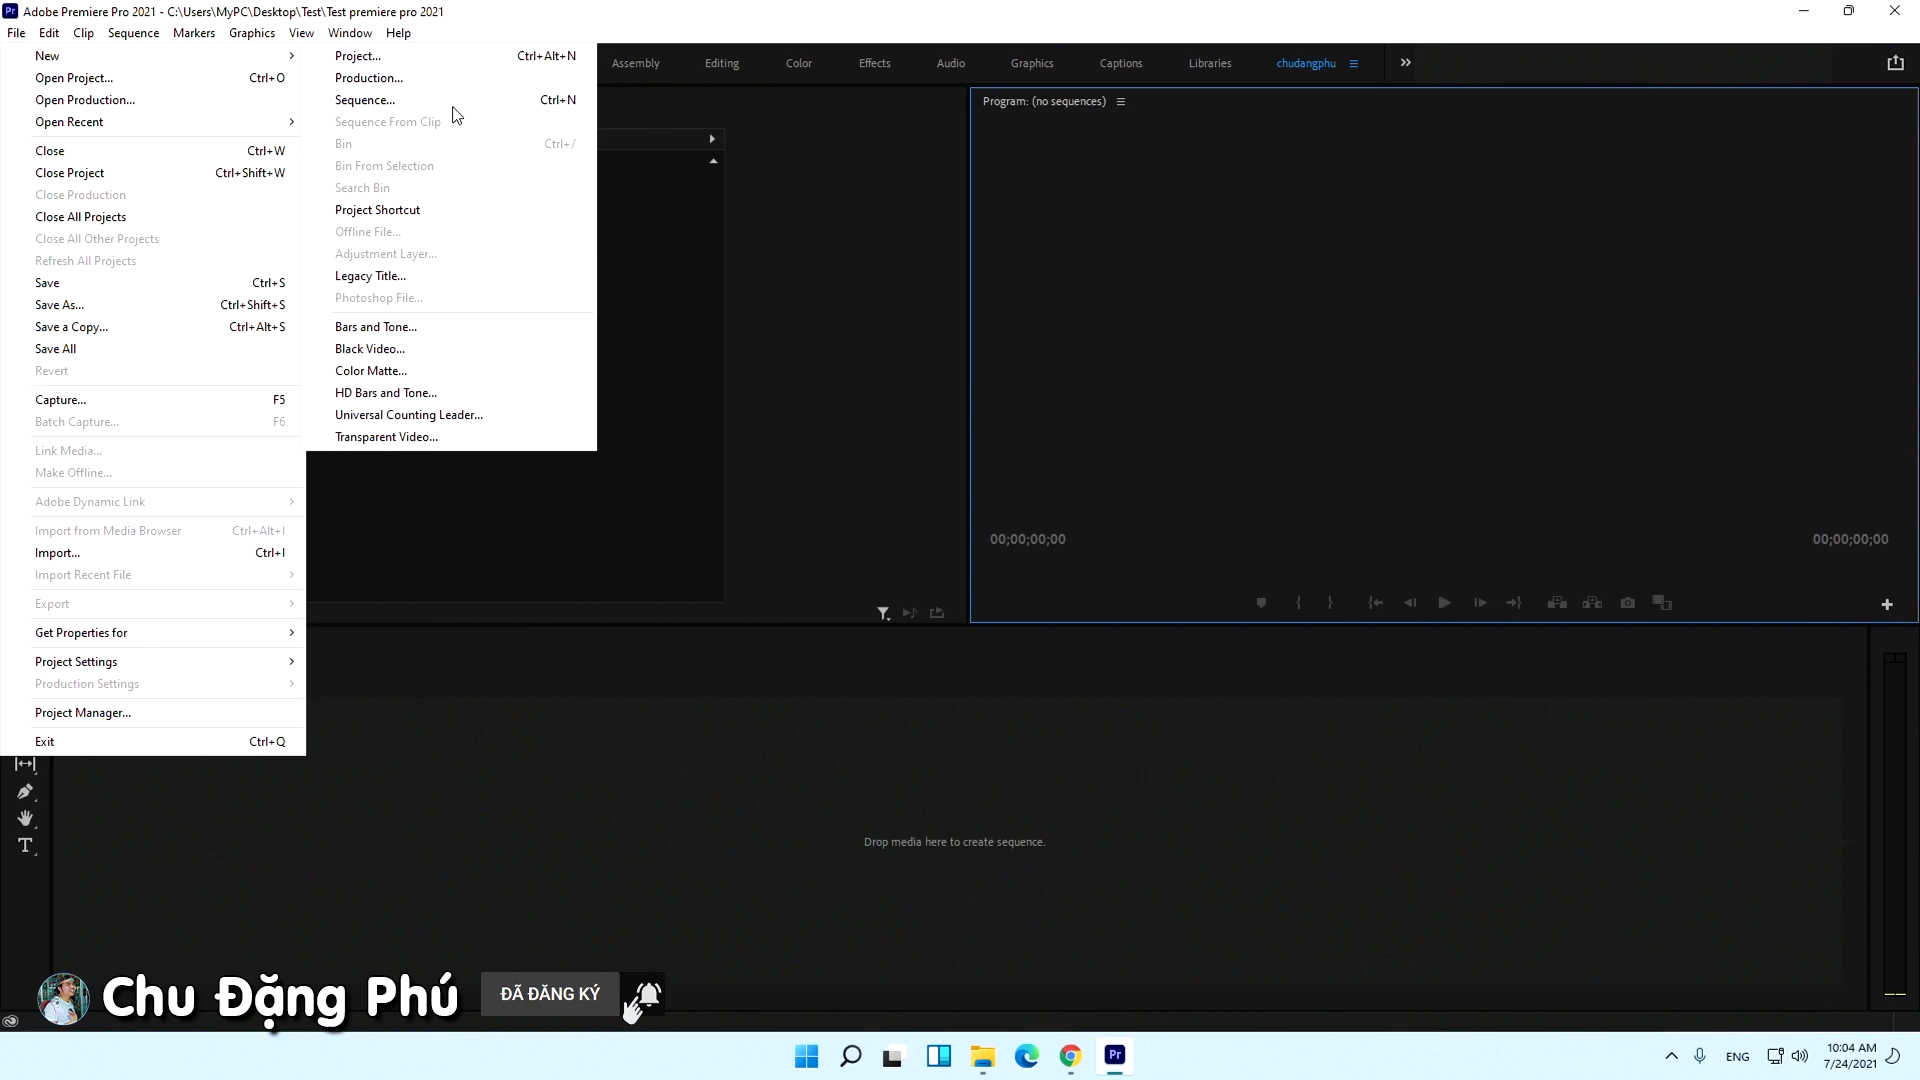 Pr Adobe Premiere Pro 2021 - C:\Users\MyPC\Desktop\Test\Test premiere pro 2021
File Edit Clip Sequence Markers Graphics View Window Help
New
Open Project... Ctrl+O
Open Production...
Open Recent
Close Ctrl+W
Close Project Ctrl+Shift+W
Close Production
Close All Projects
Close All Other Projects
Refresh All Projects
Save Ctrl+S
Save As... Ctrl+Shift+S
Save a Copy... Ctrl+Alt+S
Save All
Revert
Capture... F5
Batch Capture... F6
Link Media...
Make Offline...
Adobe Dynamic Link
Import from Media Browser Ctrl+Alt+I
Import... Ctrl+I
Import Recent File
Export
Get Properties for
Project Settings
Production Settings
Project Manager...
Exit Ctrl+Q
Project... Ctrl+Alt+N
Production...
Sequence... Ctrl+N
Sequence From Clip
Bin Ctrl+/
Bin From Selection
Search Bin
Project Shortcut
Offline File...
Adjustment Layer...
Legacy Title...
Photoshop File...
Bars and Tone...
Black Video...
Color Matte...
HD Bars and Tone...
Universal Counting Leader...
Transparent Video...
Assembly Editing Color Effects Audio Graphics Captions Libraries chudangphu
Program: (no sequences)
00;00;00;00 00;00;00;00
Drop media here to create sequence.
Chu Đặng Phú ĐÃ ĐĂNG KÝ
Pr ENG 10:04 AM
7/24/2021